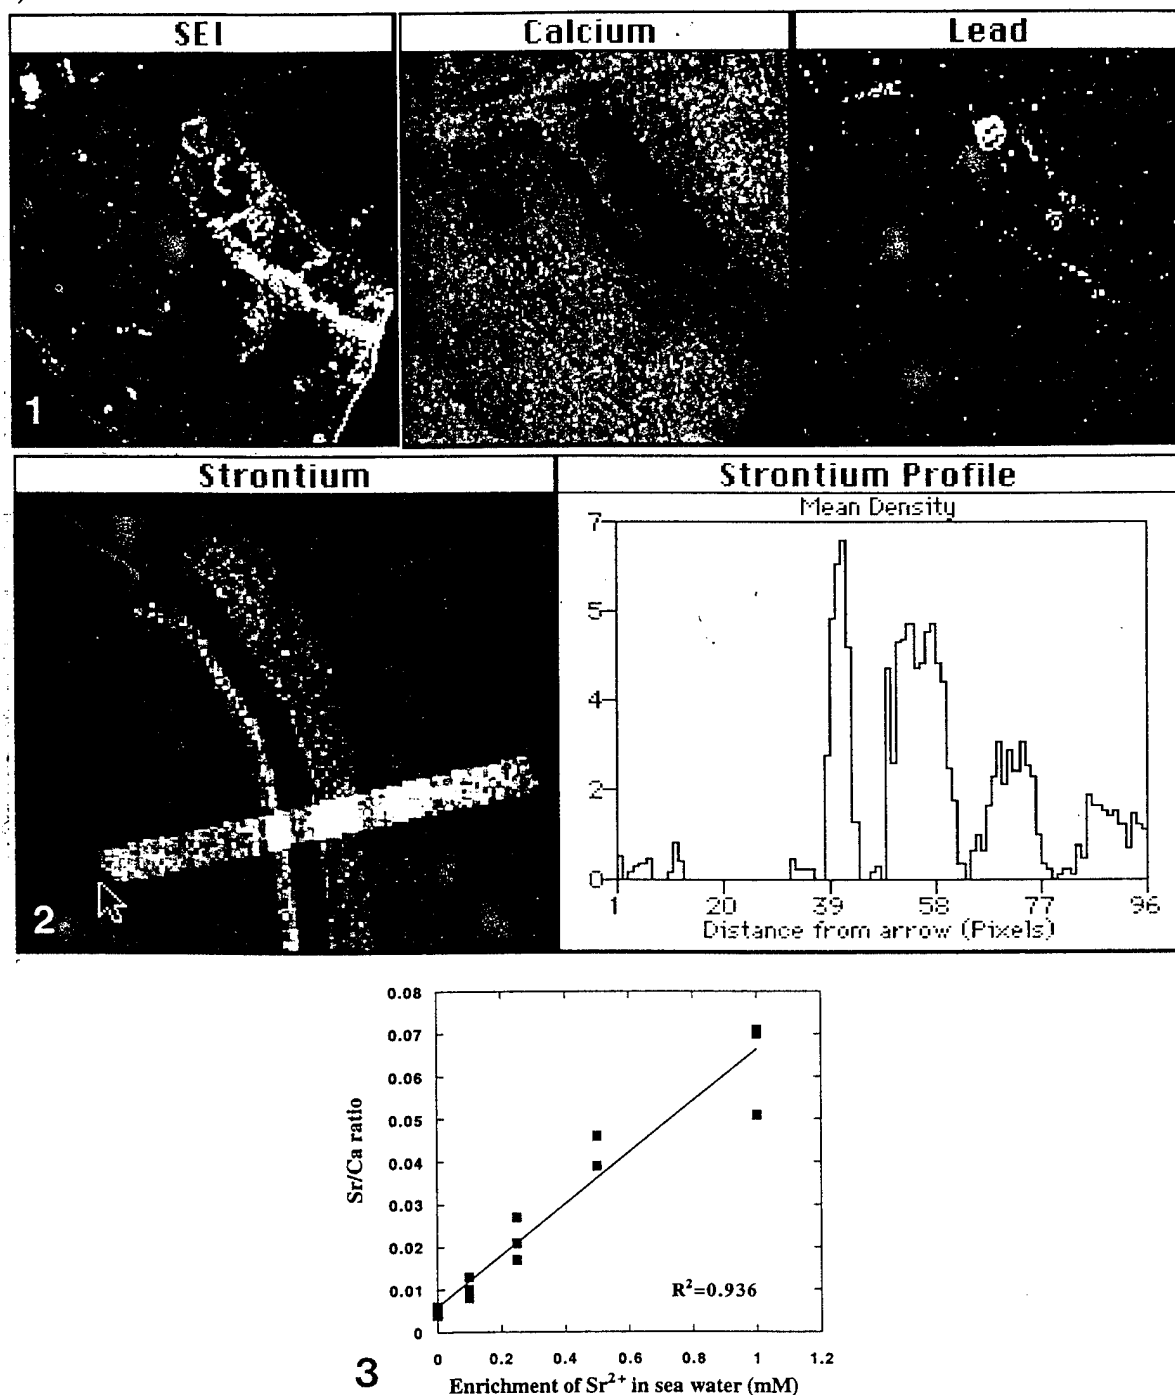 SEI Calcium Lead
1
Strontium Strontium Profile
Mean Density
7
5
4
2
0
1 20 39 58 77 96
Distance from arrow (Pixels)
2
0.08
0.07
0.06
0.05
0.04
0.03
0.02
0.01
0
Sr/Ca ratio
R²=0.936
0 0.2 0.4 0.6 0.8 1 1.2
3
Enrichment of Sr²⁺ in sea water (mM)